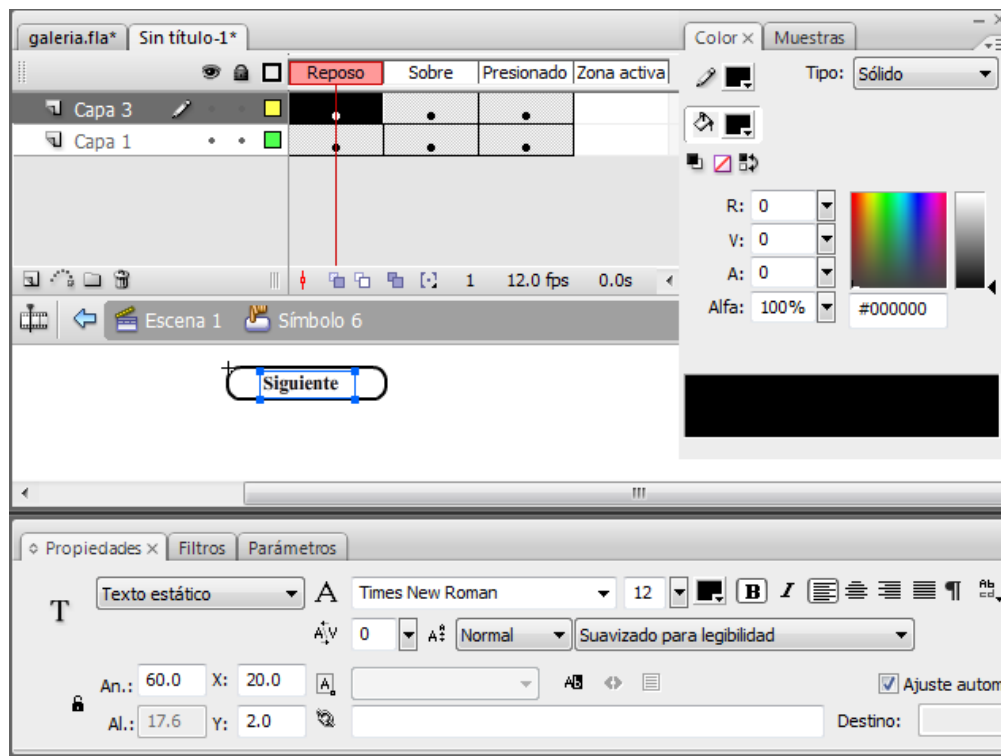 galeria.fla* Sin título-1*
Color Muestras
Reposo Sobre Presionado Zona activa
Tipo: Sólido
Capa 3
Capa 1
R: 0
V: 0
A: 0
Alfa: 100% #000000
1 12.0 fps 0.0s
Escena 1 Símbolo 6
Siguiente
Propiedades Filtros Parámetros
T Texto estático A Times New Roman 12 B I
A V 0 Normal Suavizado para legibilidad
An.: 60.0 X: 20.0
Ajuste autom
Al.: 17.6 Y: 2.0
Destino: